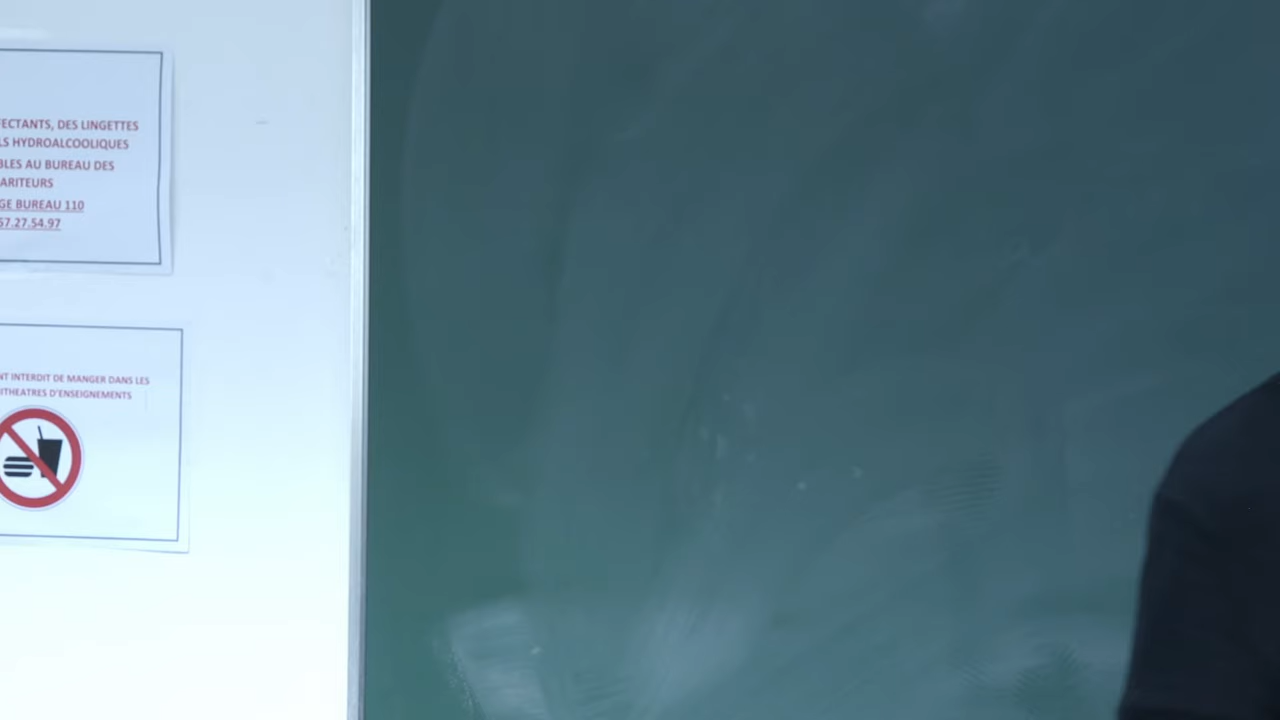 FECTANTS, DES LINGETTES
LS HYDROALCOOLIQUES
BLES AU BUREAU DES
ARITEURS
GE BUREAU 110
57.27.54.97
NT INTERDIT DE MANGER DANS LES
ITHEATRES D'ENSEIGNEMENTS